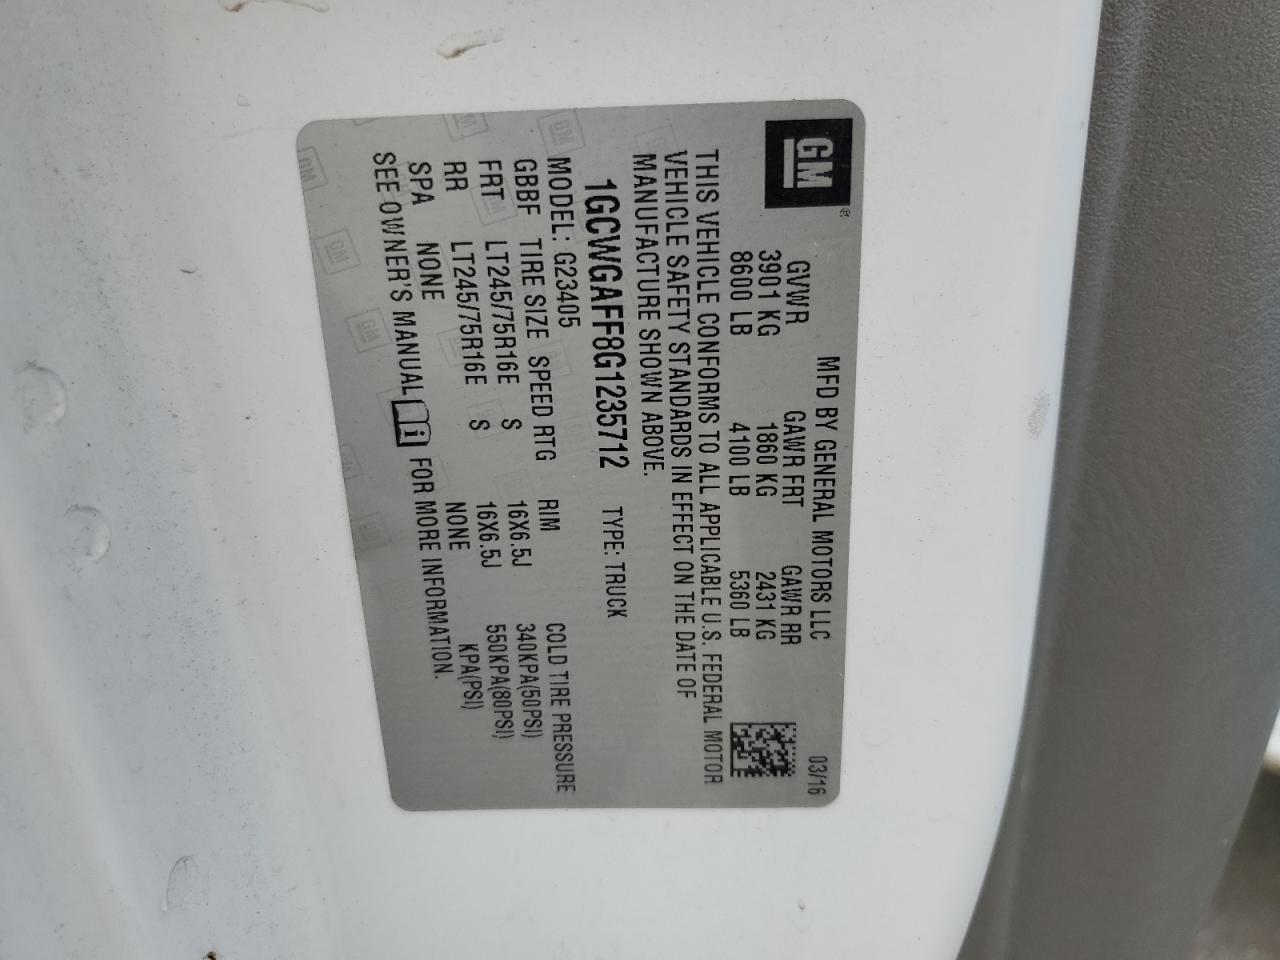 GM®
MFD BY GENERAL MOTORS LLC 03/16
GVWR GAWR FRT GAWR RR
3901 KG 1860 KG 2431 KG
8600 LB 4100 LB 5360 LB
THIS VEHICLE CONFORMS TO ALL APPLICABLE U.S. FEDERAL MOTOR
VEHICLE SAFETY STANDARDS IN EFFECT ON THE DATE OF
MANUFACTURE SHOWN ABOVE.
1GCWGAFF8G1235712 TYPE: TRUCK
MODEL: G23405
GBBF TIRE SIZE SPEED RTG RIM COLD TIRE PRESSURE
FRT LT245/75R16E S 16X6.5J 340KPA(50PSI)
RR LT245/75R16E S 16X6.5J 550KPA(80PSI)
SPA NONE NONE KPA(PSI)
SEE OWNER'S MANUAL i FOR MORE INFORMATION.